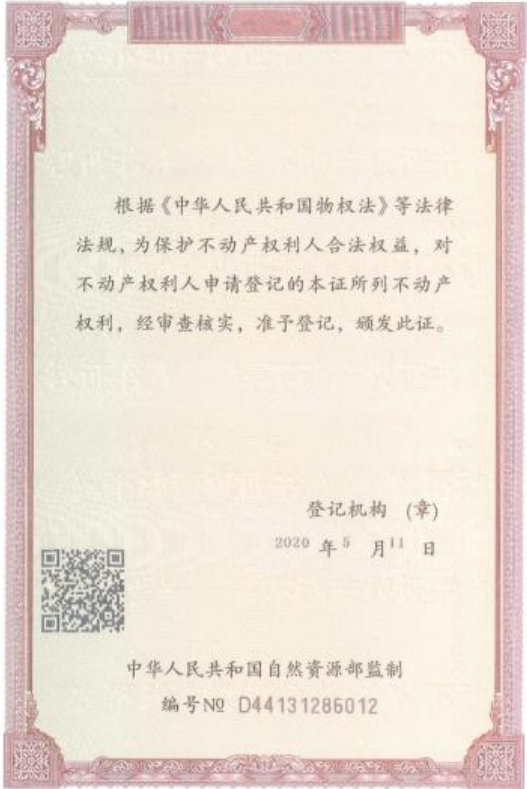 根据《中华人民共和国物权法》等法律
法规，为保护不动产权利人合法权益，对
不动产权利人申请登记的本证所列不动产
权利，经审查核实，准予登记，颁发此证。
登记机构 （章）
2020 年 5 月 11 日
中华人民共和国自然资源部监制
编号№ D44131286012